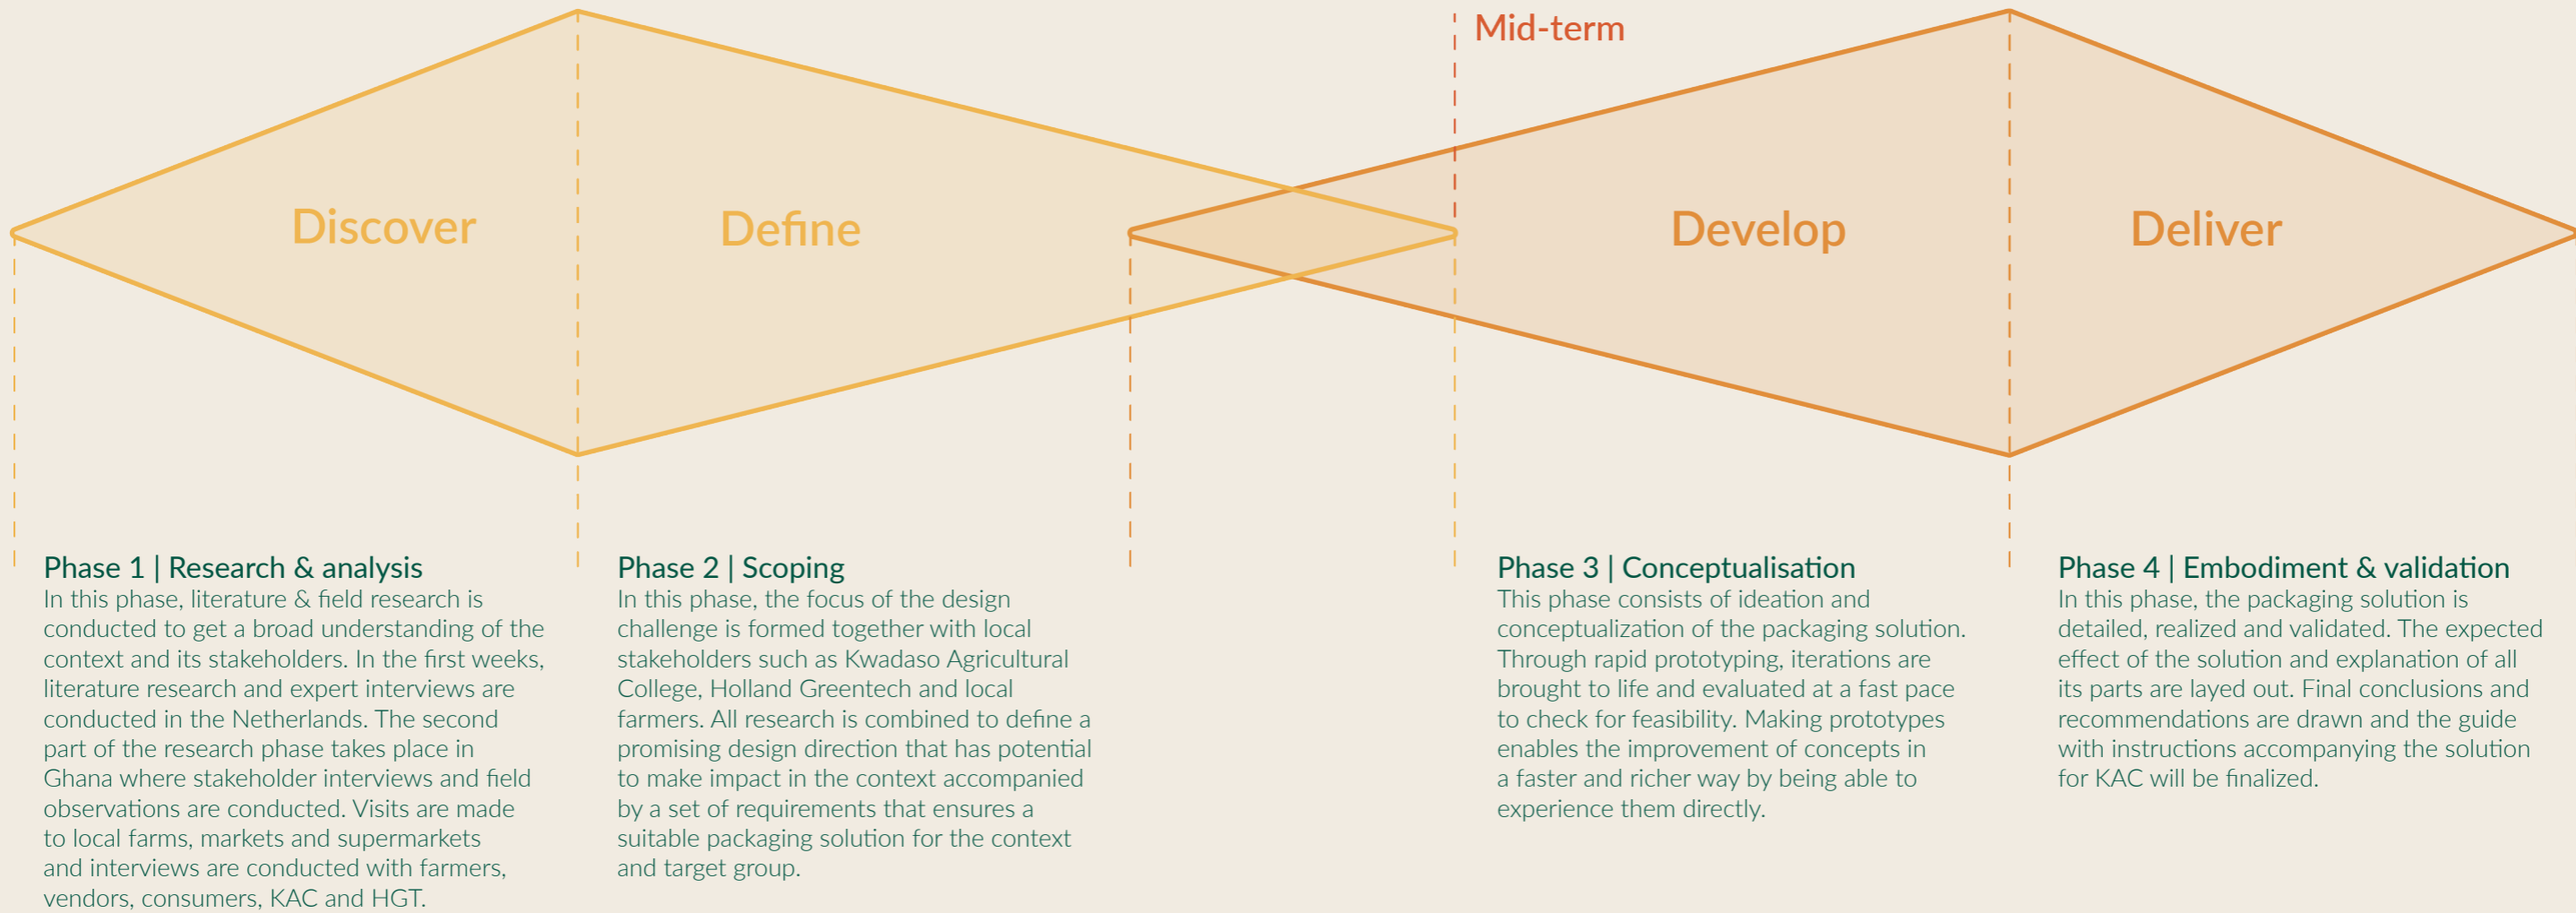 Mid-term
Discover
Define
Develop
Deliver
Phase 1 | Research & analysis
In this phase, literature & field research is
conducted to get a broad understanding of the
context and its stakeholders. In the first weeks,
literature research and expert interviews are
conducted in the Netherlands. The second
part of the research phase takes place in
Ghana where stakeholder interviews and field
observations are conducted. Visits are made
to local farms, markets and supermarkets
and interviews are conducted with farmers,
vendors, consumers, KAC and HGT.
Phase 2 | Scoping
In this phase, the focus of the design
challenge is formed together with local
stakeholders such as Kwadaso Agricultural
College, Holland Greentech and local
farmers. All research is combined to define a
promising design direction that has potential
to make impact in the context accompanied
by a set of requirements that ensures a
suitable packaging solution for the context
and target group.
Phase 3 | Conceptualisation
This phase consists of ideation and
conceptualization of the packaging solution.
Through rapid prototyping, iterations are
brought to life and evaluated at a fast pace
to check for feasibility. Making prototypes
enables the improvement of concepts in
a faster and richer way by being able to
experience them directly.
Phase 4 | Embodiment & validation
In this phase, the packaging solution is
detailed, realized and validated. The expected
effect of the solution and explanation of all
its parts are layed out. Final conclusions and
recommendations are drawn and the guide
with instructions accompanying the solution
for KAC will be finalized.